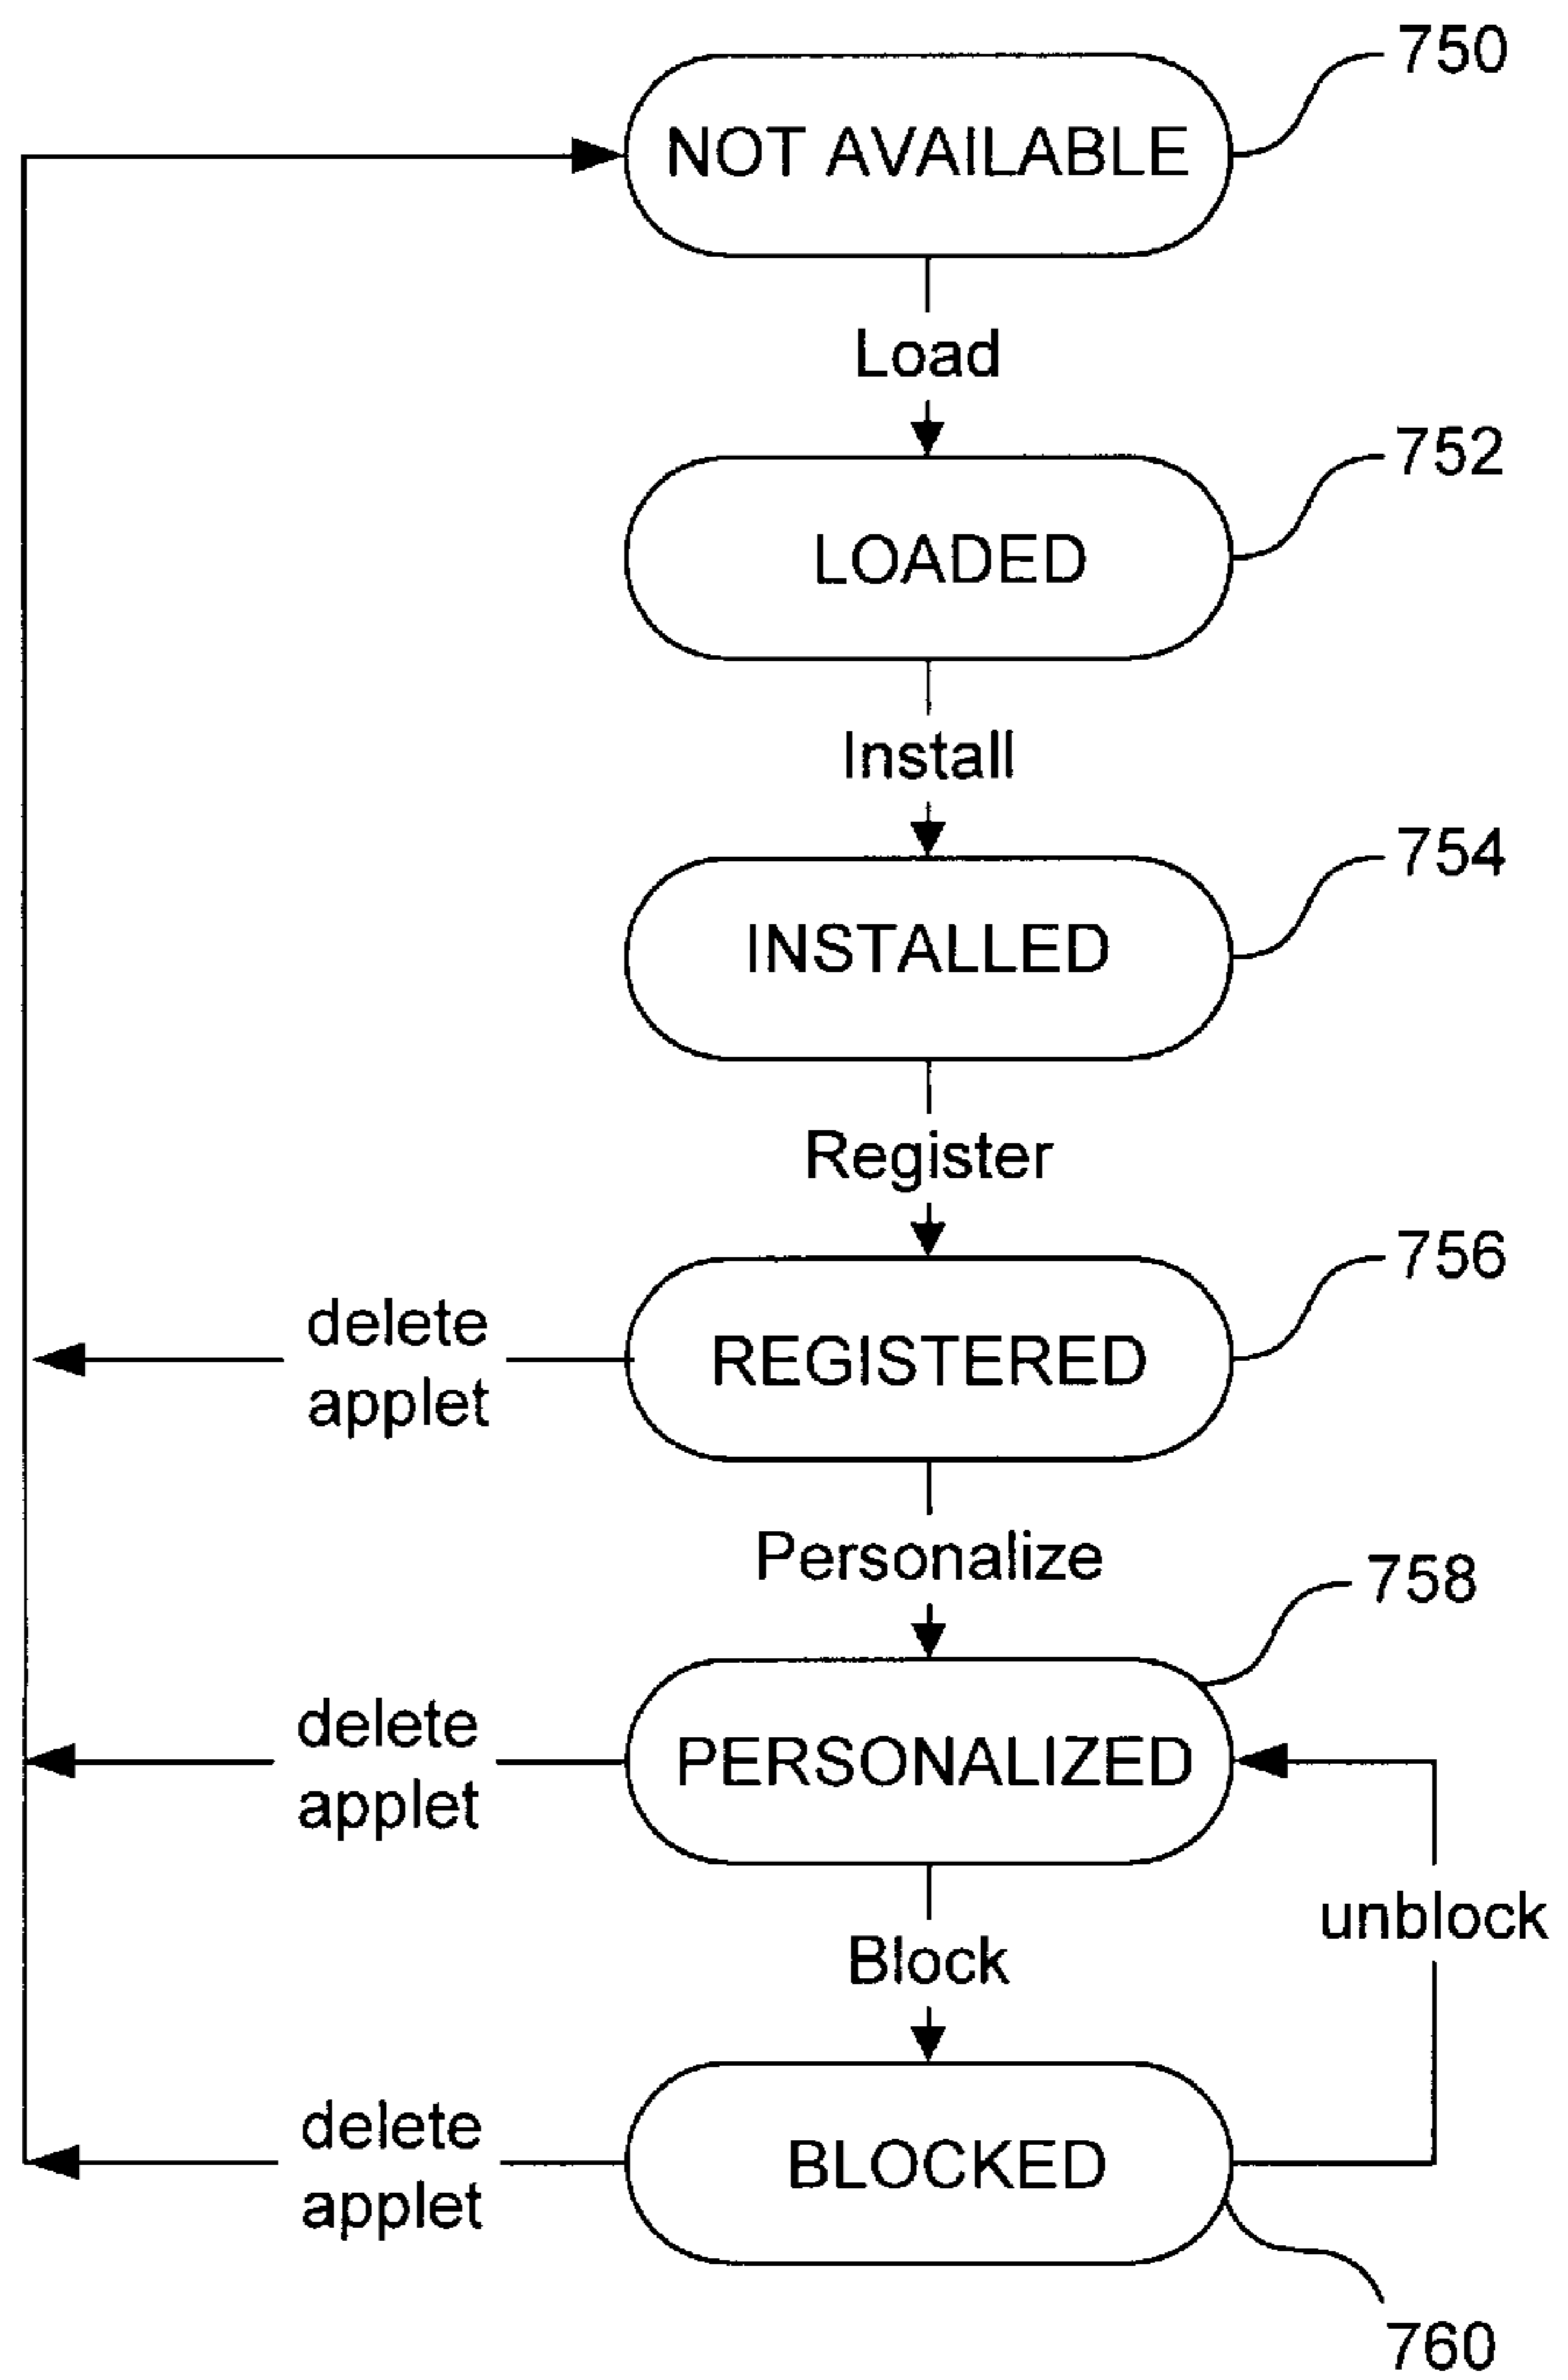 750
NOT AVAILABLE
Load
752
LOADED
Install
754
INSTALLED
Register
756
delete
applet
REGISTERED
Personalize
758
delete
applet
PERSONALIZED
unblock
Block
delete
applet
BLOCKED
760